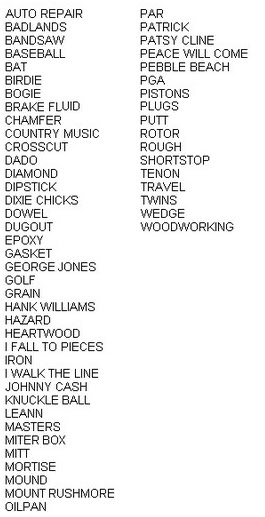 AUTO REPAIR
BADLANDS
BANDSAW
BASEBALL
BAT
BIRDIE
BOGIE
BRAKE FLUID
CHAMFER
COUNTRY MUSIC
CROSSCUT
DADO
DIAMOND
DIPSTICK
DIXIE CHICKS
DOWEL
DUGOUT
EPOXY
GASKET
GEORGE JONES
GOLF
GRAIN
HANK WILLIAMS
HAZARD
HEARTWOOD
I FALL TO PIECES
IRON
I WALK THE LINE
JOHNNY CASH
KNUCKLE BALL
LEANN
MASTERS
MITER BOX
MITT
MORTISE
MOUND
MOUNT RUSHMORE
OILPAN
PAR
PATRICK
PATSY CLINE
PEACE WILL COME
PEBBLE BEACH
PGA
PISTONS
PLUGS
PUTT
ROTOR
ROUGH
SHORTSTOP
TENON
TRAVEL
TWINS
WEDGE
WOODWORKING